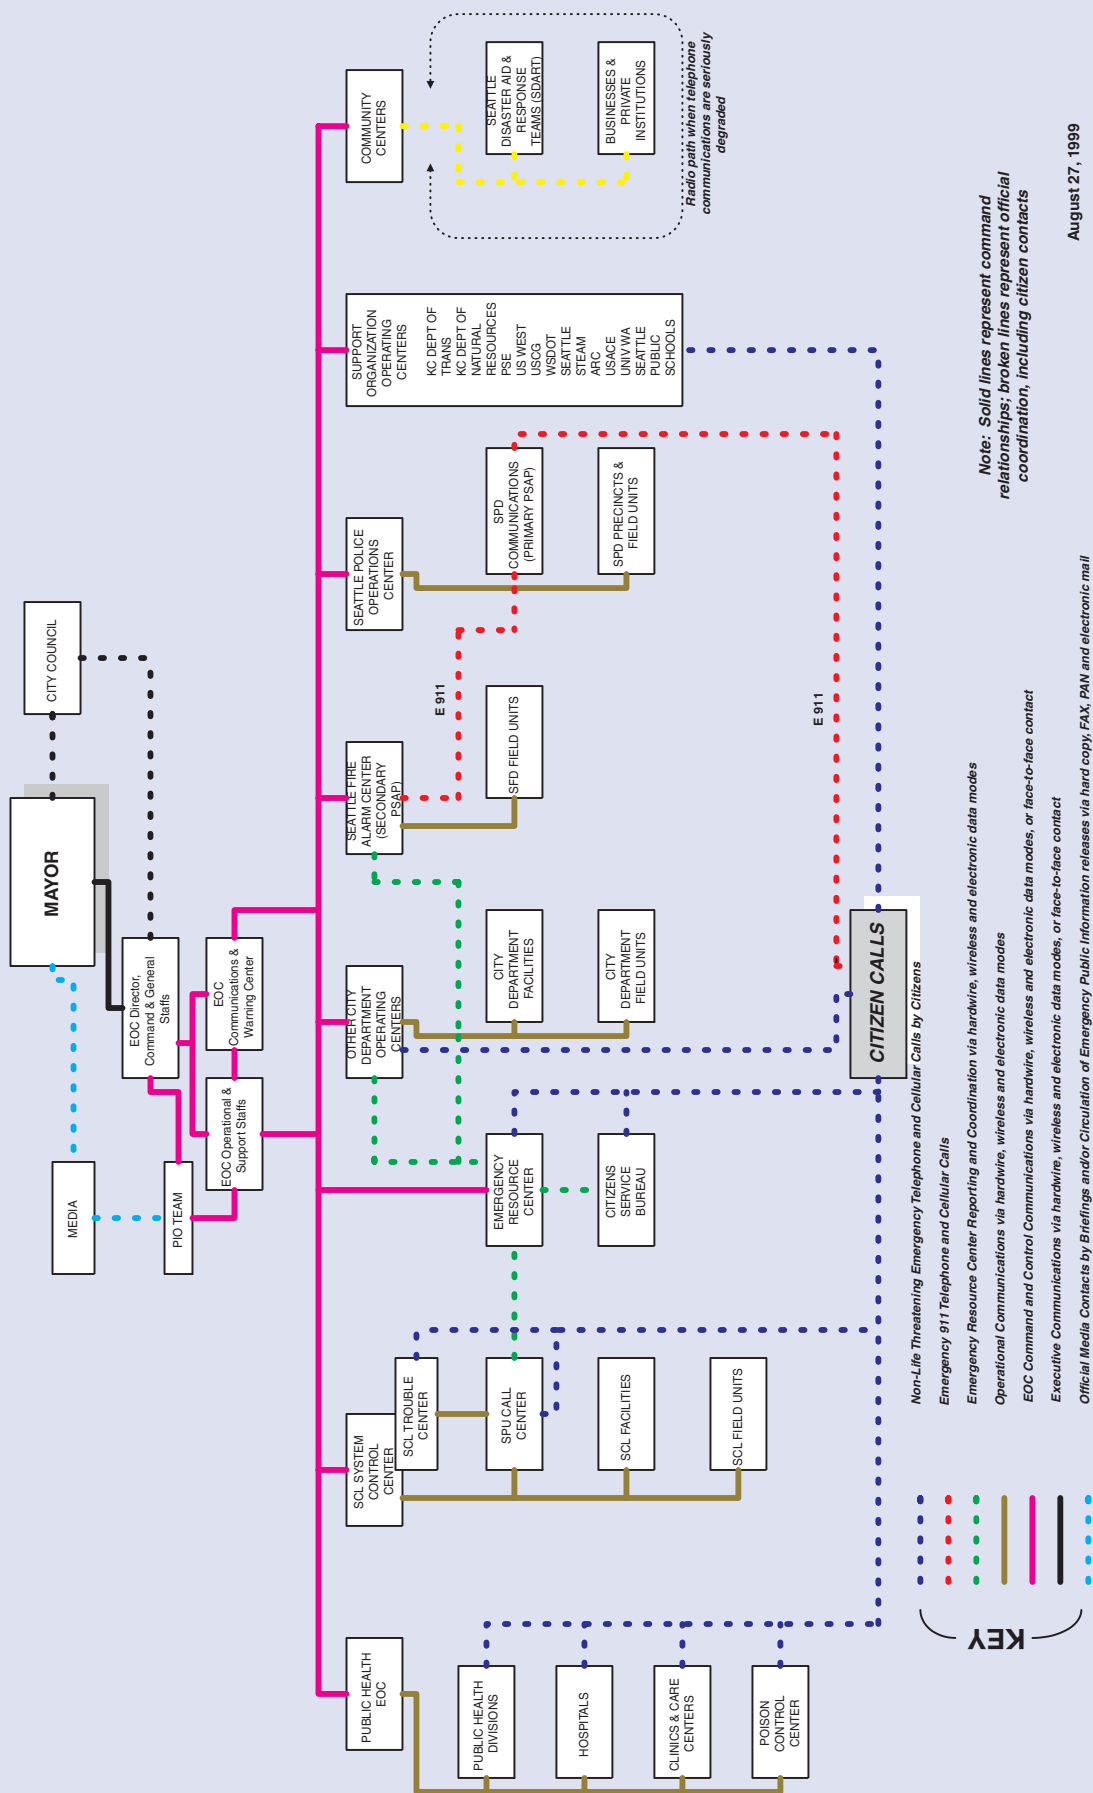 MAYOR
CITY COUNCIL
MEDIA
EOC Director,
Command & General
Staffs
PIO TEAM
EOC Operational &
Support Staffs
EOC
Communications &
Warning Center
PUBLIC HEALTH
EOC
SCL SYSTEM
CONTROL
CENTER
OTHER CITY
DEPARTMENT
OPERATING
CENTERS
SEATTLE FIRE
ALARM CENTER
(SECONDARY
PSAP)
SEATTLE POLICE
OPERATIONS
CENTER
SUPPORT
ORGANIZATION
OPERATING
CENTERS
KC DEPT OF
TRANS
KC DEPT OF
NATURAL
RESOURCES
PSE
US WEST
USCG
WSDOT
SEATTLE
STEAM
ARC
USACE
UNIV WA
SEATTLE
PUBLIC
SCHOOLS
COMMUNITY
CENTERS
SCL TROUBLE
CENTER
PUBLIC HEALTH
DIVISIONS
SPU CALL
CENTER
EMERGENCY
RESOURCE
CENTER
CITY
DEPARTMENT
FACILITIES
E 911
SFD FIELD UNITS
SPD
COMMUNICATIONS
(PRIMARY PSAP)
SEATTLE
DISASTER AID &
RESPONSE
TEAMS (SDART)
HOSPITALS
SCL FACILITIES
CITIZENS
SERVICE
BUREAU
CITY
DEPARTMENT
FIELD UNITS
SPD PRECINCTS &
FIELD UNITS
BUSINESSES &
PRIVATE
INSTITUTIONS
Radio path when telephone
communications are seriously
degraded
CLINICS & CARE
CENTERS
SCL FIELD UNITS
POISON
CONTROL
CENTER
E 911
CITIZEN CALLS
KEY
Non-Life Threatening Emergency Telephone and Cellular Calls by Citizens
Emergency 911 Telephone and Cellular Calls
Emergency Resource Center Reporting and Coordination via hardwire, wireless and electronic data modes
Operational Communications via hardwire, wireless and electronic data modes
EOC Command and Control Communications via hardwire, wireless and electronic data modes, or face-to-face contact
Executive Communications via hardwire, wireless and electronic data modes, or face-to-face contact
Official Media Contacts by Briefings and/or Circulation of Emergency Public Information releases via hard copy, FAX, PAN and electronic mail
Note: Solid lines represent command
relationships; broken lines represent official
coordination, including citizen contacts
August 27, 1999